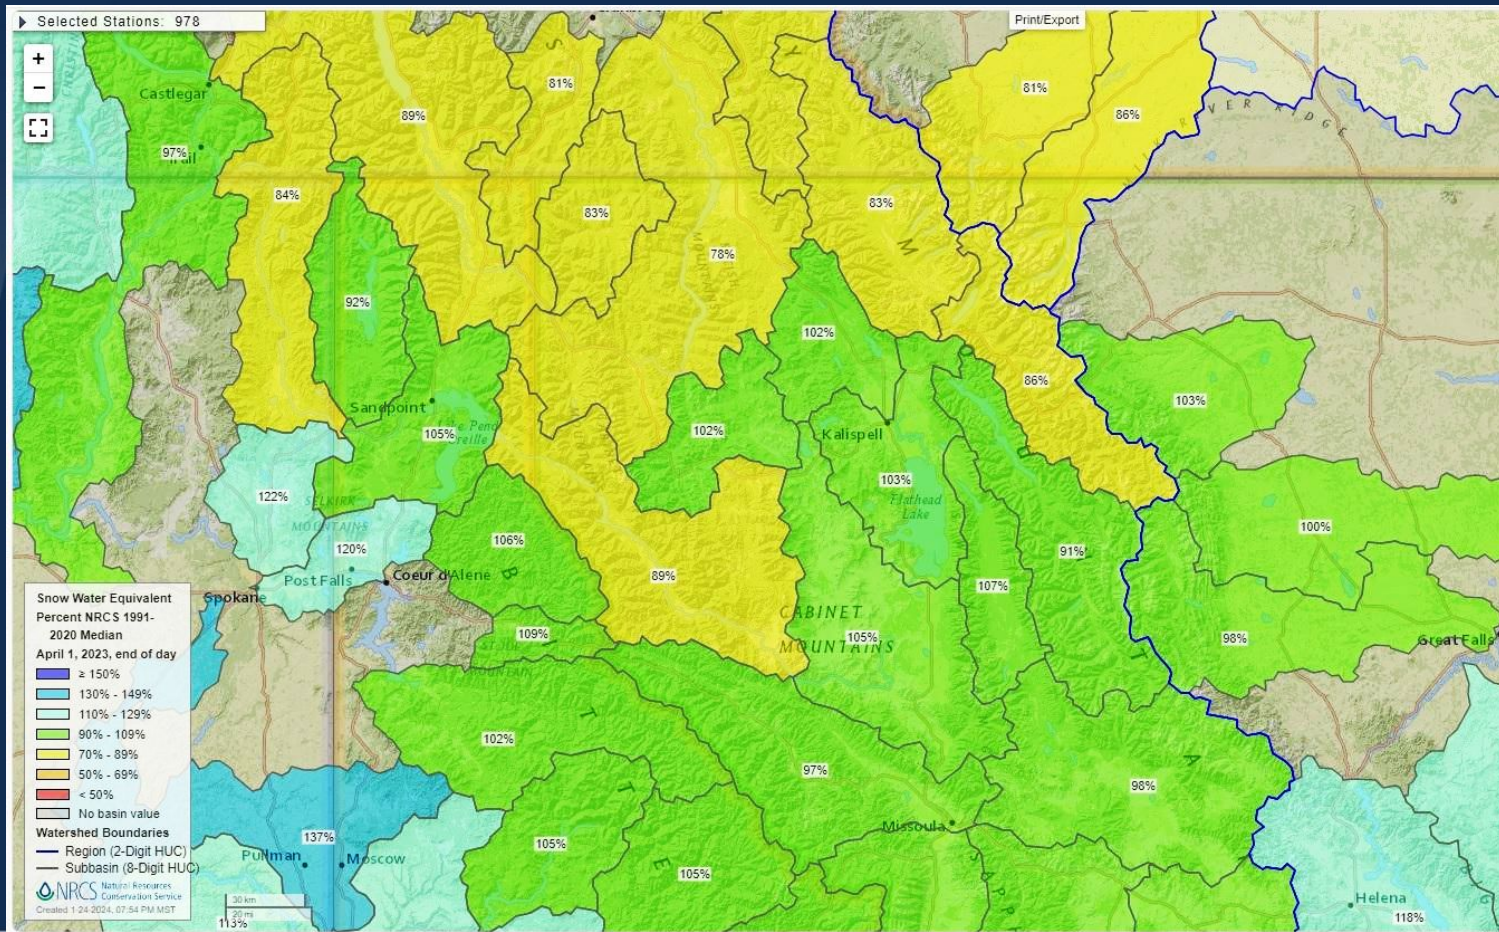 Selected Stations: 978
Print/Export
+
−
81%
81%
86%
Castlegar
89%
97%
Trail
VER RIDGE
84%
83%
83%
M
78%
92%
102%
86%
103%
Sandpoint
105%
Pend
Oreille
102%
Kalispell
103%
Flathead
Lake
122%
SELKIRK
MOUNTAINS
120%
106%
100%
91%
Post Falls
Coeur d'Alene
B
89%
107%
Spokane
CABINET
MOUNTAINS
105%
98%
Great Falls
109%
T
MOUNTAIN
102%
T
97%
98%
A
T
Missoula
137%
Pullman
Moscow
105%
E
105%
SAPP
Helena
118%
113%
Snow Water Equivalent
Percent NRCS 1991-
2020 Median
April 1, 2023, end of day
≥ 150%
130% - 149%
110% - 129%
90% - 109%
70% - 89%
50% - 69%
< 50%
No basin value
Watershed Boundaries
Region (2-Digit HUC)
Subbasin (8-Digit HUC)
NRCS Natural Resources
Conservation Service
Created 1-24-2024, 07:54 PM MST
30 km
20 mi